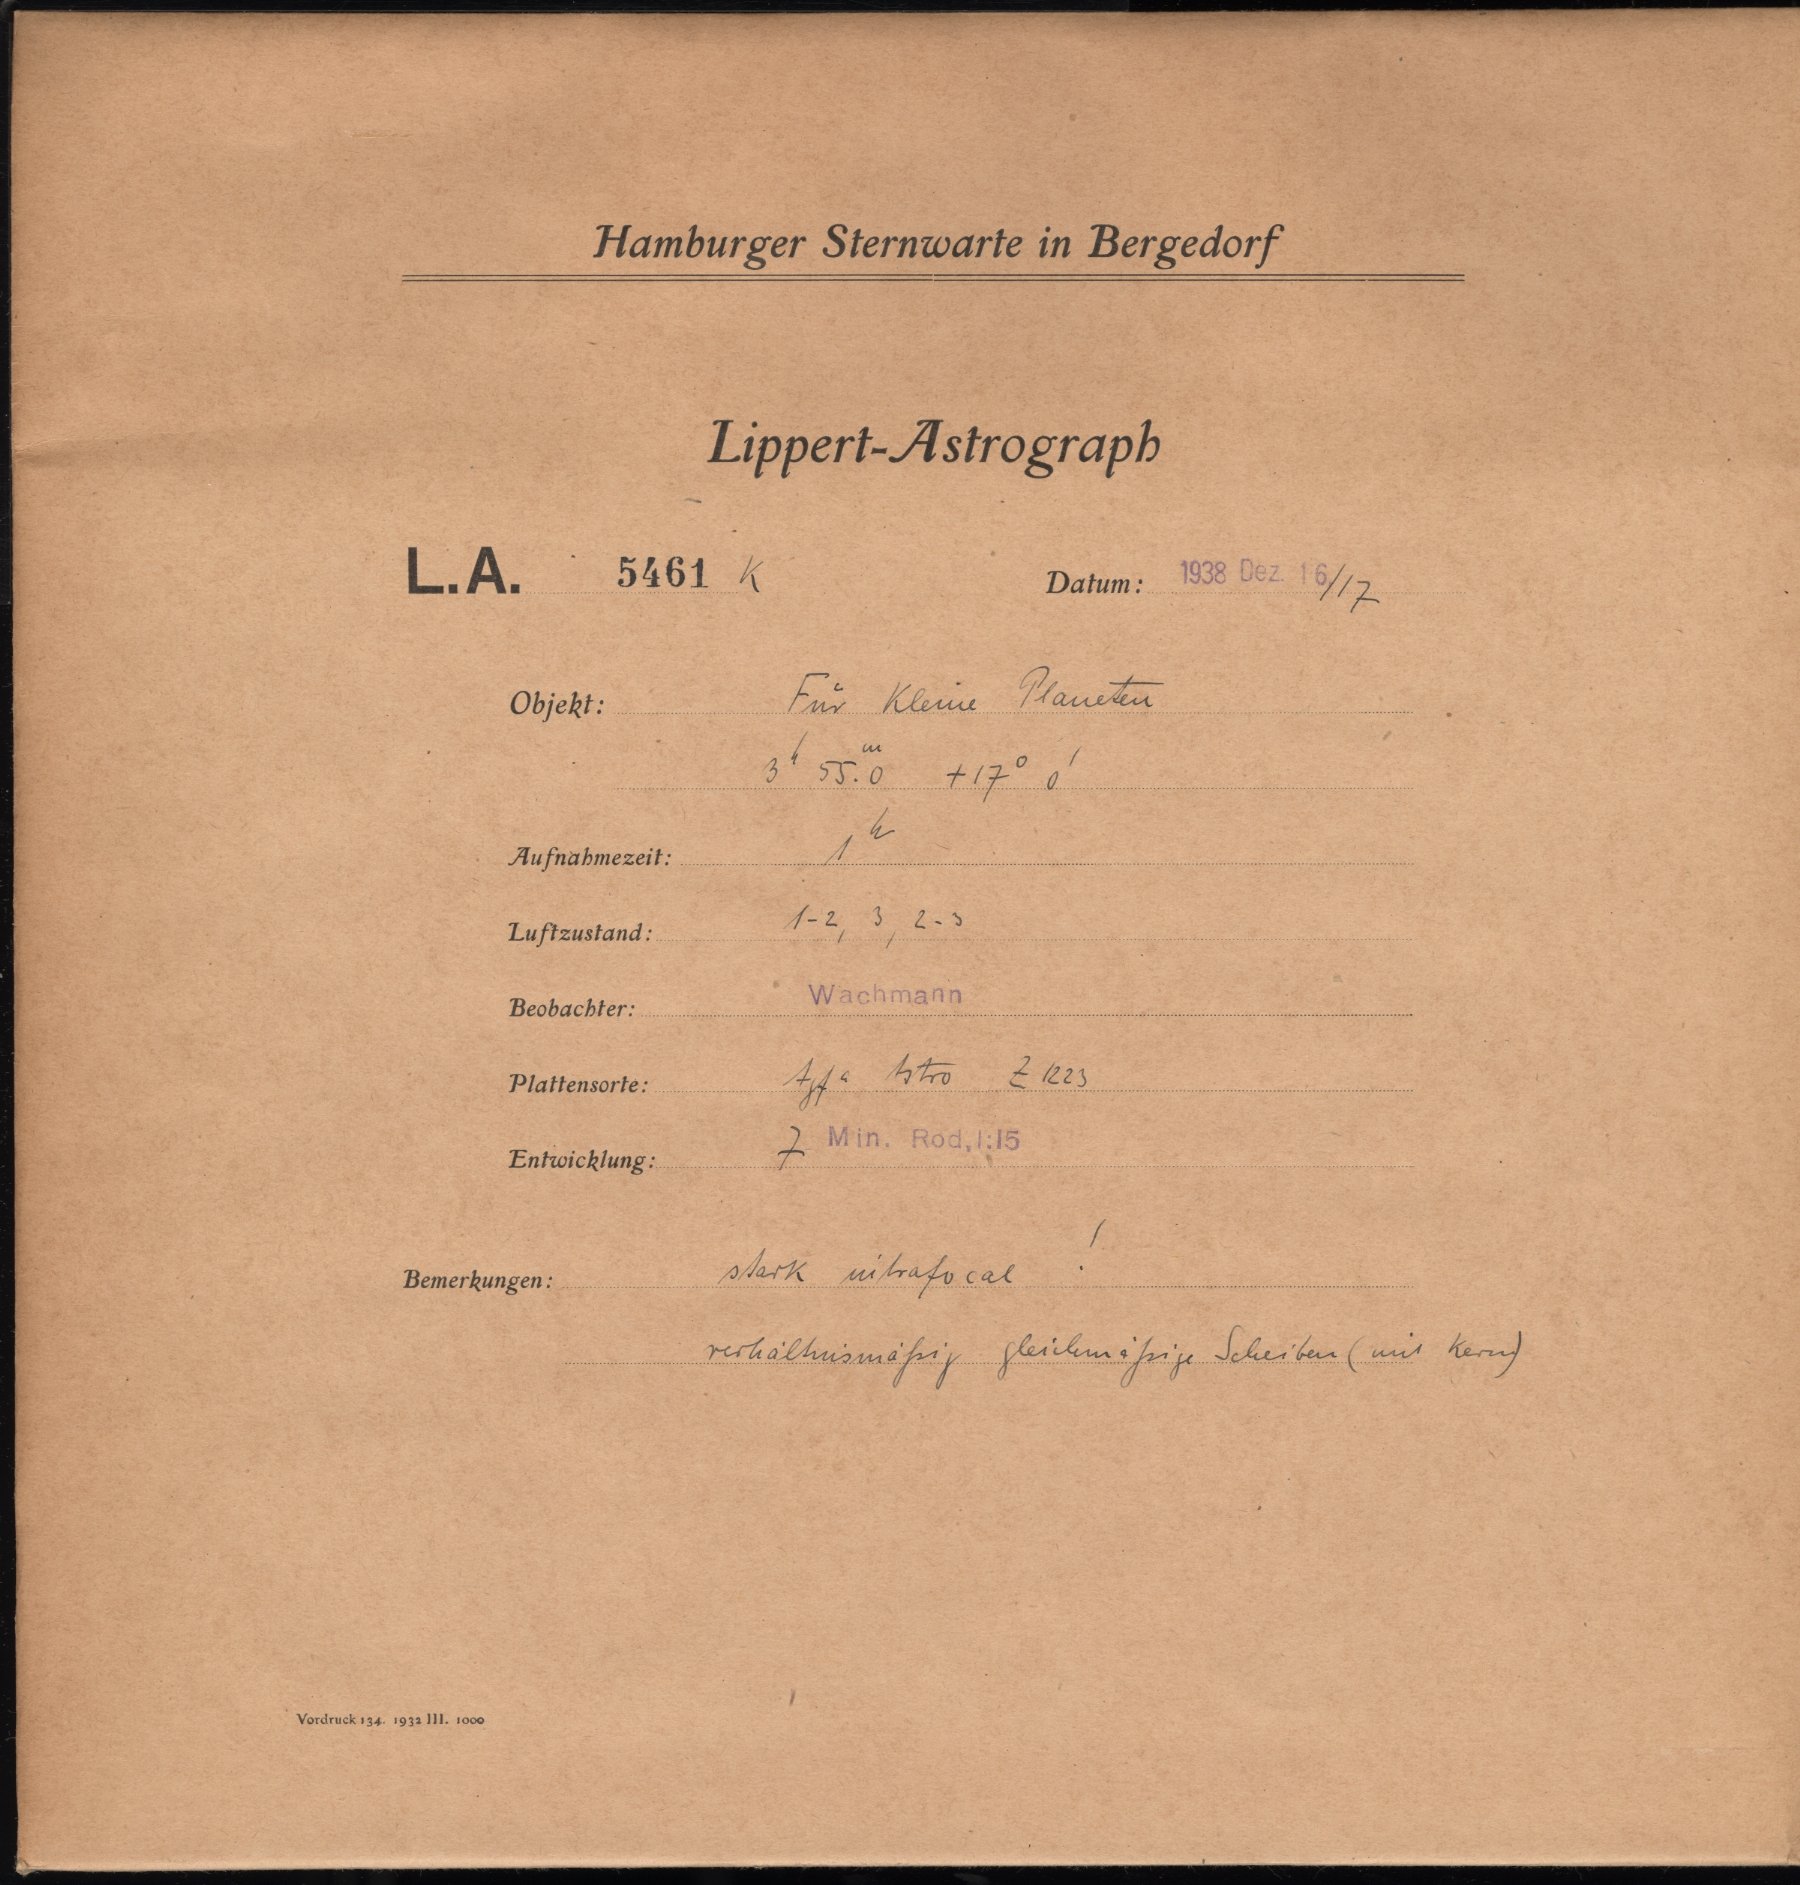 Hamburger Sternwarte in Bergedorf
Lippert-Astrograph
L.A. 5461 K Datum: 1938 Dez. 16/17
Objekt: Für Kleine Planeten
3ʰ 55.0ᵐ +17° 0'
Aufnahmezeit: 1ʰ
Luftzustand: 1-2, 3, 2-3
Beobachter: Wachmann
Plattensorte: Agfa Astro Z 1223
Entwicklung: 7 Min. Rod, 1:15
Bemerkungen: stark intrafocal !
verhältnismäßig gleichmäßige Scheiben (mit Kern)
Vordruck 134. 1932 III. 1000